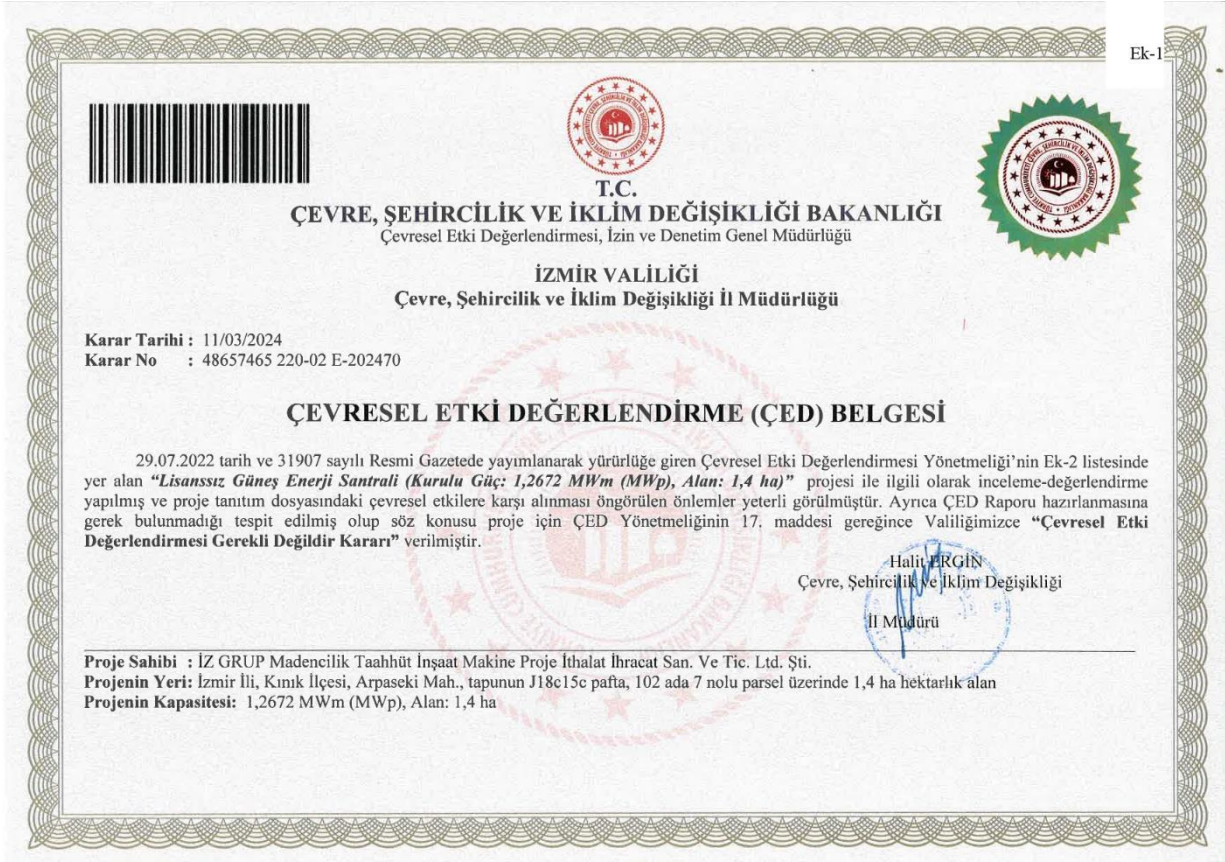 Ek-1
T.C.
ÇEVRE, ŞEHİRCİLİK VE İKLİM DEĞİŞİKLİĞİ BAKANLIĞI
Çevresel Etki Değerlendirmesi, İzin ve Denetim Genel Müdürlüğü
İZMİR VALİLİĞİ
Çevre, Şehircilik ve İklim Değişikliği İl Müdürlüğü
Karar Tarihi : 11/03/2024
Karar No : 48657465 220-02 E-202470
ÇEVRESEL ETKİ DEĞERLENDİRME (ÇED) BELGESİ
29.07.2022 tarih ve 31907 sayılı Resmi Gazetede yayımlanarak yürürlüğe giren Çevresel Etki Değerlendirmesi Yönetmeliği'nin Ek-2 listesinde
yer alan "Lisanssız Güneş Enerji Santrali (Kurulu Güç: 1,2672 MWm (MWp), Alan: 1,4 ha)" projesi ile ilgili olarak inceleme-değerlendirme
yapılmış ve proje tanıtım dosyasındaki çevresel etkilere karşı alınması öngörülen önlemler yeterli görülmüştür. Ayrıca ÇED Raporu hazırlanmasına
gerek bulunmadığı tespit edilmiş olup söz konusu proje için ÇED Yönetmeliğinin 17. maddesi gereğince Valiliğimizce "Çevresel Etki
Değerlendirmesi Gerekli Değildir Kararı" verilmiştir.
Halit ERGİN
Çevre, Şehircilik ve İklim Değişikliği
İl Müdürü
Proje Sahibi : İZ GRUP Madencilik Taahhüt İnşaat Makine Proje İthalat İhracat San. Ve Tic. Ltd. Şti.
Projenin Yeri: İzmir İli, Kınık İlçesi, Arpaseki Mah., tapunun J18c15c pafta, 102 ada 7 nolu parsel üzerinde 1,4 ha hektarlık alan
Projenin Kapasitesi: 1,2672 MWm (MWp), Alan: 1,4 ha